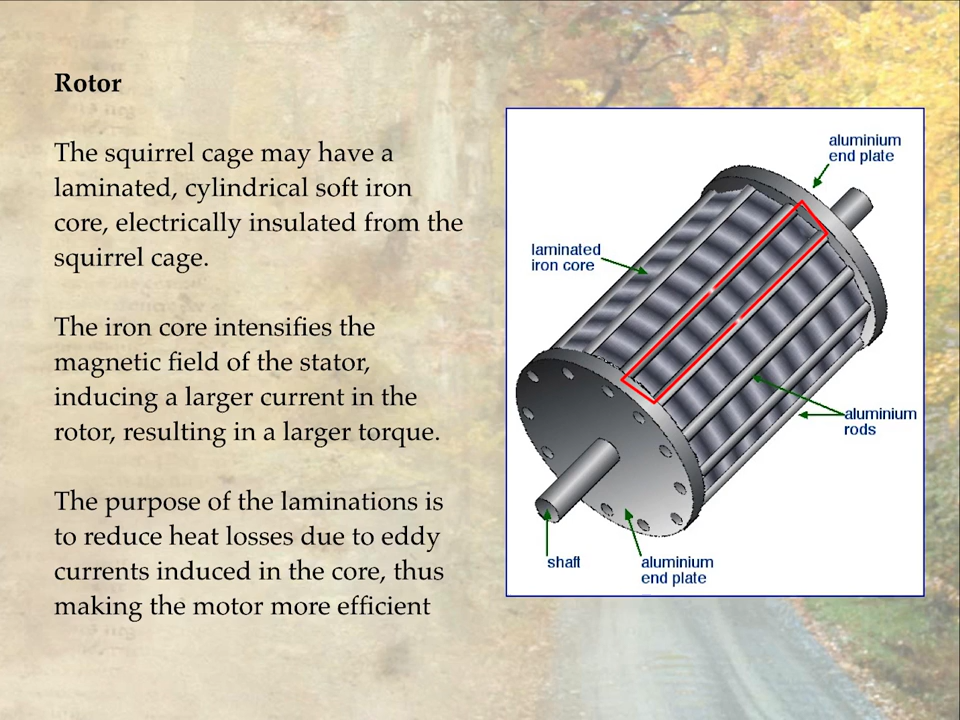 Rotor
The squirrel cage may have a
laminated, cylindrical soft iron
core, electrically insulated from the
squirrel cage.
The iron core intensifies the
magnetic field of the stator,
inducing a larger current in the
rotor, resulting in a larger torque.
The purpose of the laminations is
to reduce heat losses due to eddy
currents induced in the core, thus
making the motor more efficient
aluminium
end plate
laminated
iron core
aluminium
rods
shaft
aluminium
end plate